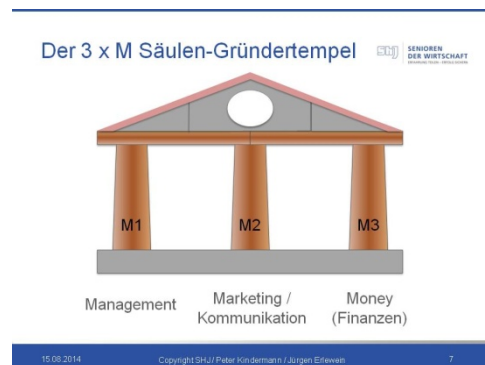 Der 3 x M Säulen-Gründertempel
SHJ
SENIOREN
DER WIRTSCHAFT
M1
M2
M3
Management
Marketing /
Kommunikation
Money
(Finanzen)
15.08.2014
Copyright SHJ / Peter Kindermann / Jürgen Erlewein
7